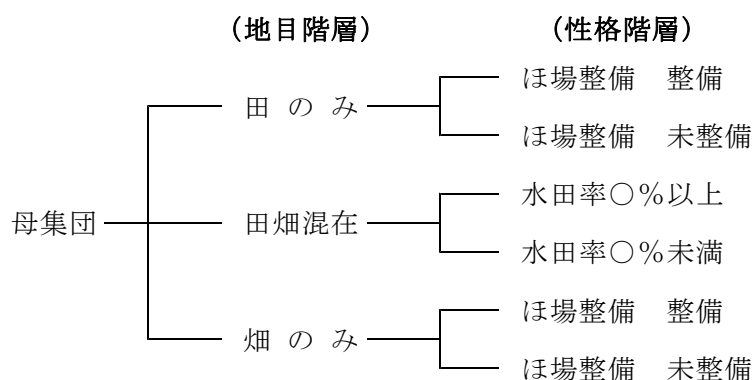 （地目階層）　（性格階層）
ほ場整備　整備
田 の み
ほ場整備　未整備
水田率○％以上
母集団　田畑混在
水田率○％未満
ほ場整備　整備
畑 の み
ほ場整備　未整備